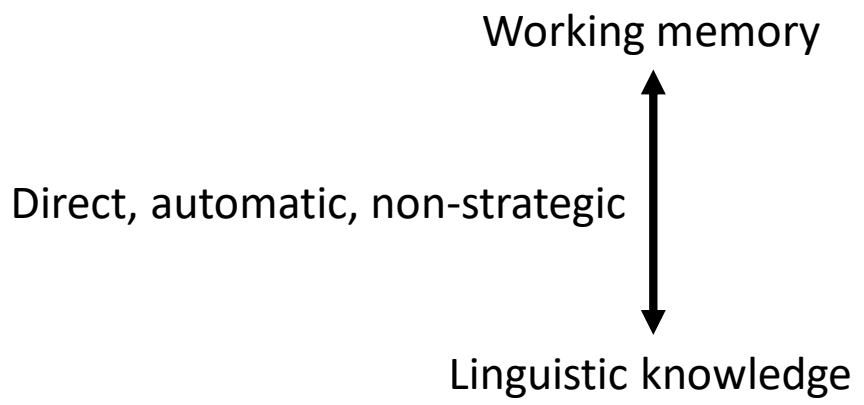 Working memory
Direct, automatic, non-strategic
Linguistic knowledge